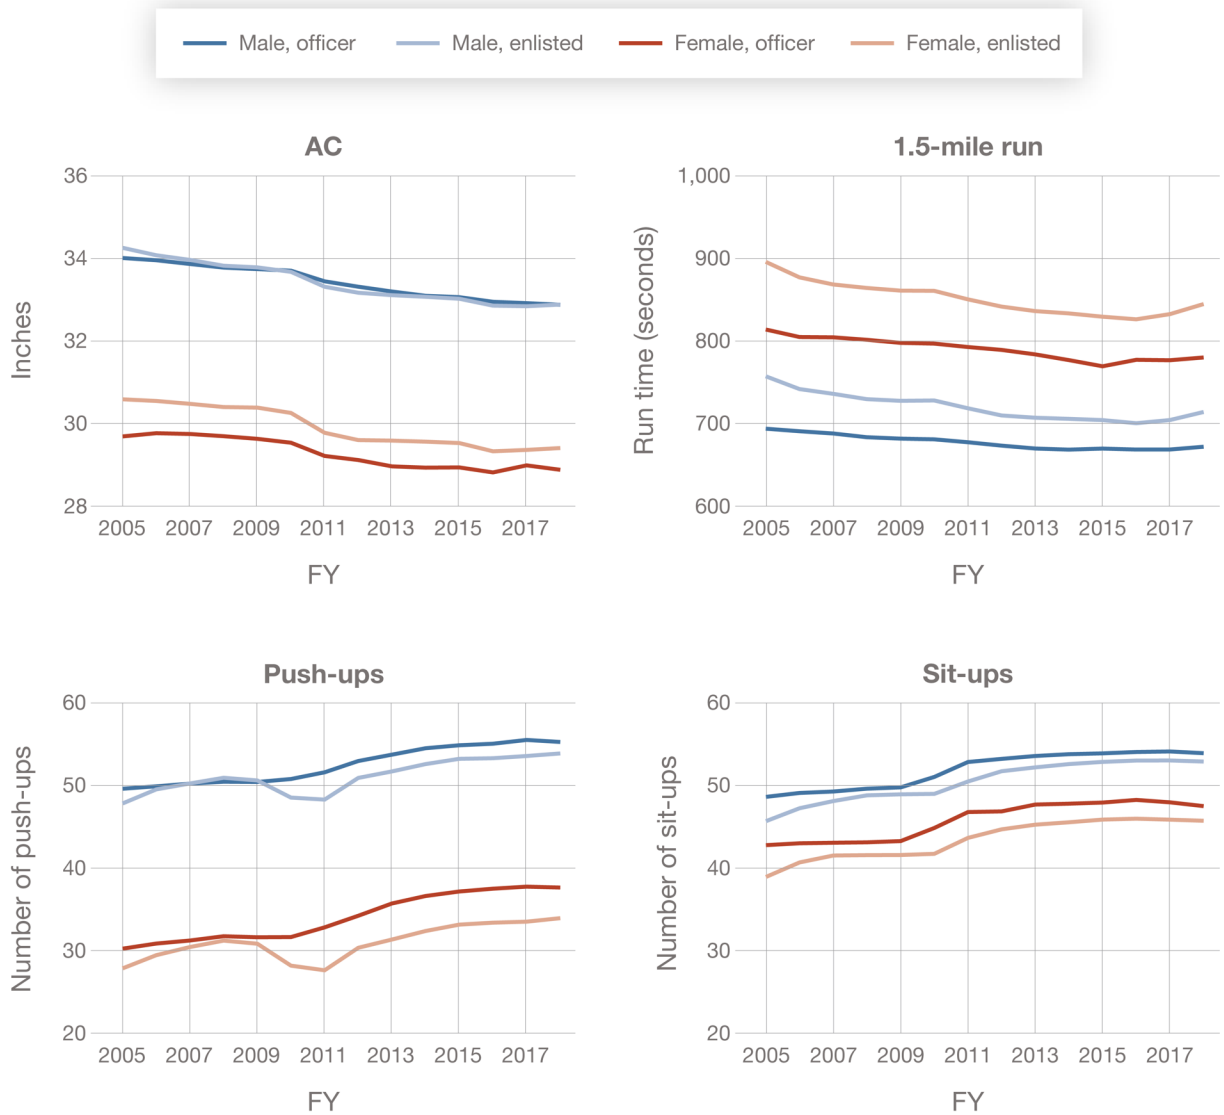 Male, officer Male, enlisted Female, officer Female, enlisted
AC
36
34
32
30
28
Inches
2005 2007 2009 2011 2013 2015 2017
FY
1.5-mile run
1,000
900
800
700
600
Run time (seconds)
2005 2007 2009 2011 2013 2015 2017
FY
Push-ups
60
50
40
30
20
Number of push-ups
2005 2007 2009 2011 2013 2015 2017
FY
Sit-ups
60
50
40
30
20
Number of sit-ups
2005 2007 2009 2011 2013 2015 2017
FY